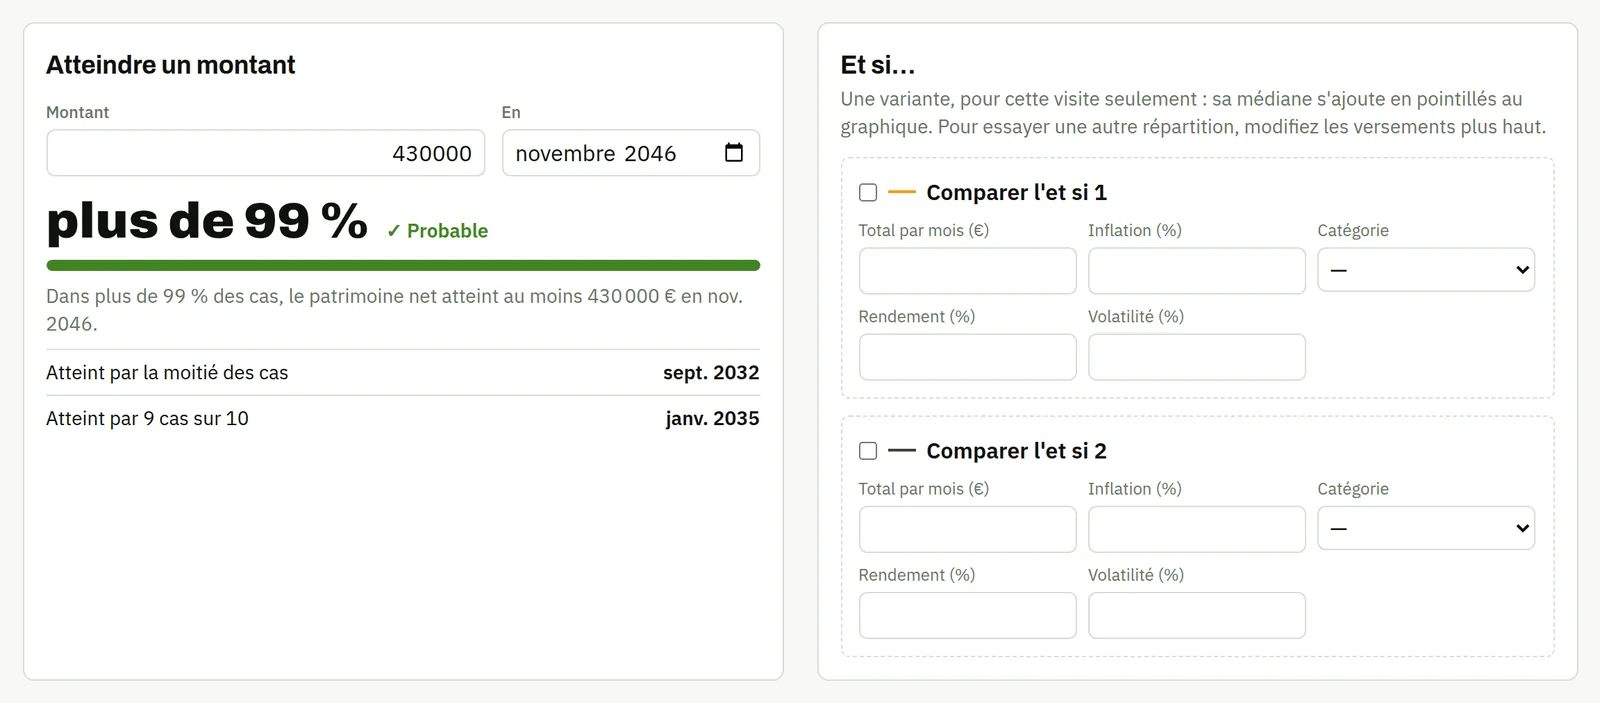 Atteindre un montant
Montant
En
430000
novembre 2046
plus de 99 % ✓ Probable
Dans plus de 99 % des cas, le patrimoine net atteint au moins 430 000 € en nov.
2046.
Atteint par la moitié des cas
sept. 2032
Atteint par 9 cas sur 10
janv. 2035
Et si…
Une variante, pour cette visite seulement : sa médiane s'ajoute en pointillés au
graphique. Pour essayer une autre répartition, modifiez les versements plus haut.
Comparer l'et si 1
Total par mois (€)
Inflation (%)
Catégorie
—
Rendement (%)
Volatilité (%)
Comparer l'et si 2
Total par mois (€)
Inflation (%)
Catégorie
—
Rendement (%)
Volatilité (%)